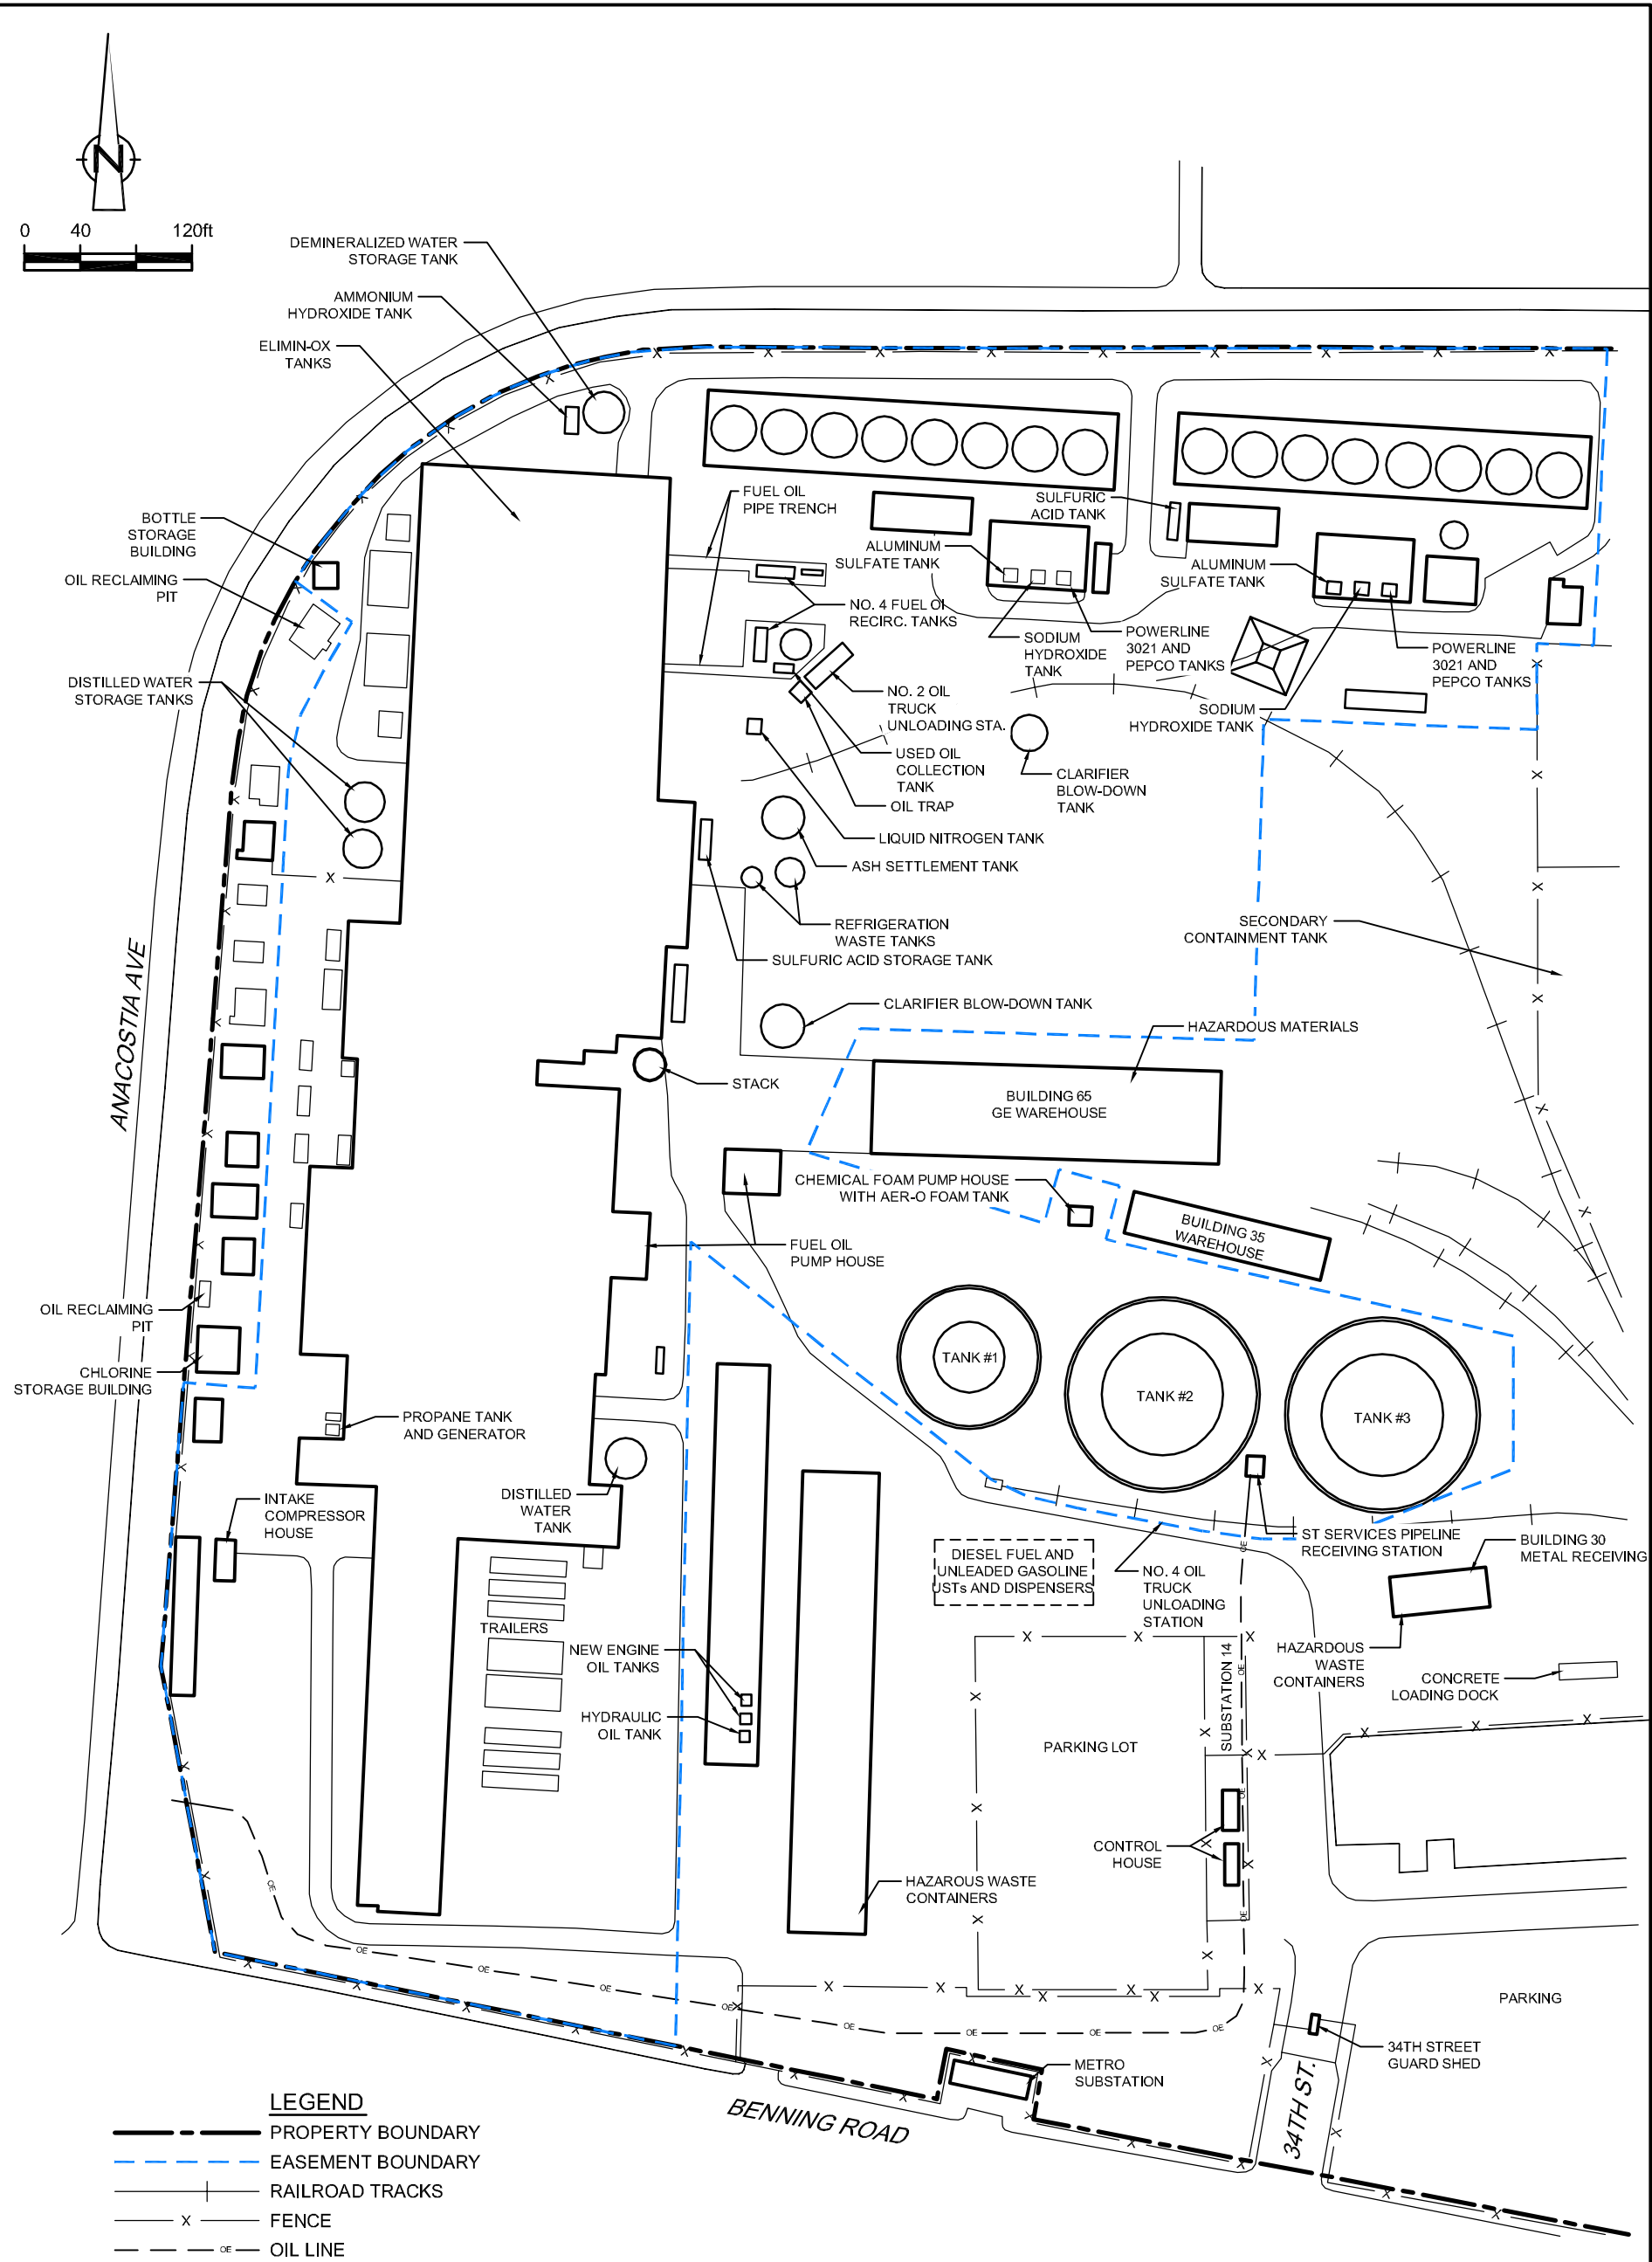 N
0 40 120ft
DEMINERALIZED WATER
STORAGE TANK
AMMONIUM
HYDROXIDE TANK
ELIMIN-OX
TANKS
BOTTLE
STORAGE
BUILDING
OIL RECLAIMING
PIT
DISTILLED WATER
STORAGE TANKS
FUEL OIL
PIPE TRENCH
SULFURIC
ACID TANK
ALUMINUM
SULFATE TANK
ALUMINUM
SULFATE TANK
NO. 4 FUEL OI
RECIRC. TANKS
SODIUM
HYDROXIDE
TANK
POWERLINE
3021 AND
PEPCO TANKS
POWERLINE
3021 AND
PEPCO TANKS
NO. 2 OIL
TRUCK
UNLOADING STA.
SODIUM
HYDROXIDE TANK
USED OIL
COLLECTION
TANK
CLARIFIER
BLOW-DOWN
TANK
OIL TRAP
LIQUID NITROGEN TANK
ASH SETTLEMENT TANK
REFRIGERATION
WASTE TANKS
SULFURIC ACID STORAGE TANK
SECONDARY
CONTAINMENT TANK
CLARIFIER BLOW-DOWN TANK
HAZARDOUS MATERIALS
ANACOSTIA AVE
STACK
BUILDING 65
GE WAREHOUSE
CHEMICAL FOAM PUMP HOUSE
WITH AER-O FOAM TANK
BUILDING 35
WAREHOUSE
FUEL OIL
PUMP HOUSE
OIL RECLAIMING
PIT
CHLORINE
STORAGE BUILDING
TANK #1
TANK #2
TANK #3
PROPANE TANK
AND GENERATOR
INTAKE
COMPRESSOR
HOUSE
DISTILLED
WATER
TANK
DIESEL FUEL AND
UNLEADED GASOLINE
USTs AND DISPENSERS
NO. 4 OIL
TRUCK
UNLOADING
STATION
ST SERVICES PIPELINE
RECEIVING STATION
BUILDING 30
METAL RECEIVING
TRAILERS
NEW ENGINE
OIL TANKS
HYDRAULIC
OIL TANK
SUBSTATION 14
HAZARDOUS
WASTE
CONTAINERS
CONCRETE
LOADING DOCK
PARKING LOT
CONTROL
HOUSE
HAZAROUS WASTE
CONTAINERS
PARKING
34TH STREET
GUARD SHED
METRO
SUBSTATION
34TH ST.
BENNING ROAD
LEGEND
PROPERTY BOUNDARY
EASEMENT BOUNDARY
RAILROAD TRACKS
X FENCE
OE OIL LINE